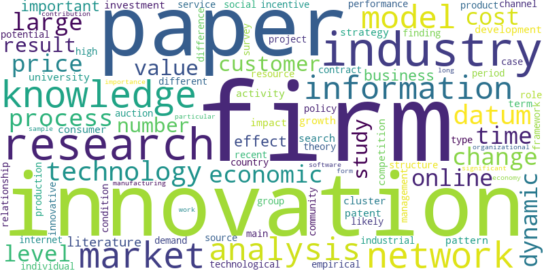 important investment service social incentive performance product channel
contribution
large paper model cost strategy finding development
result potential high difference survey project industry case
price university value customer resource contract long
knowledge different activity information business period role
process consumer auction firm policy datum term framework
sample number impact growth search type time organizational
research effect country recent theory study particular change
importance
technology economic competition online significant
relationship production innovative condition manufacturing group software form structure management economy
innovation community cluster patent likely dynamic
internet literature demand source main network
level market work analysis industrial pattern
individual technological empirical